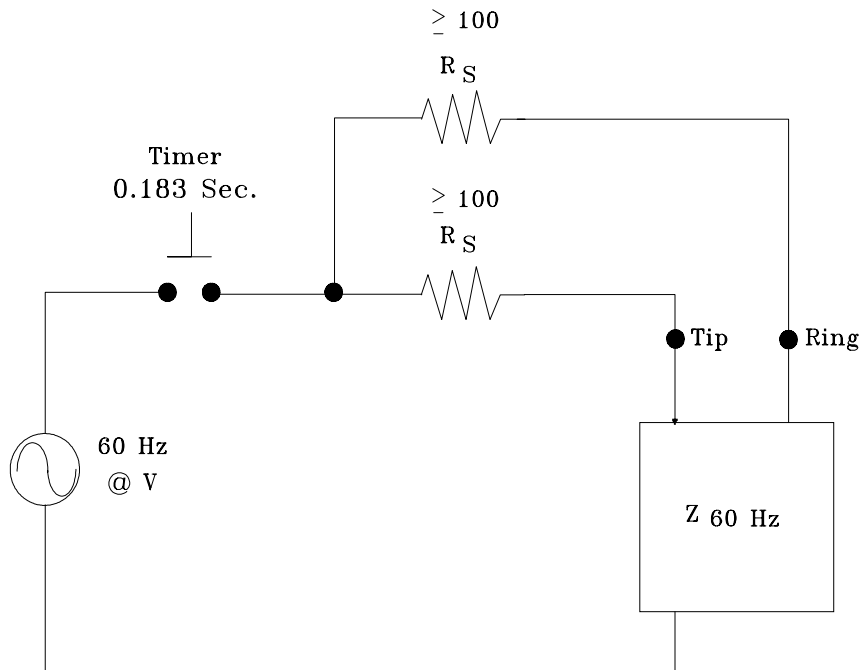 ≥ 100
R S
Timer
0.183 Sec.
≥ 100
R S
Tip
Ring
60 Hz
@ V
Z 60 Hz